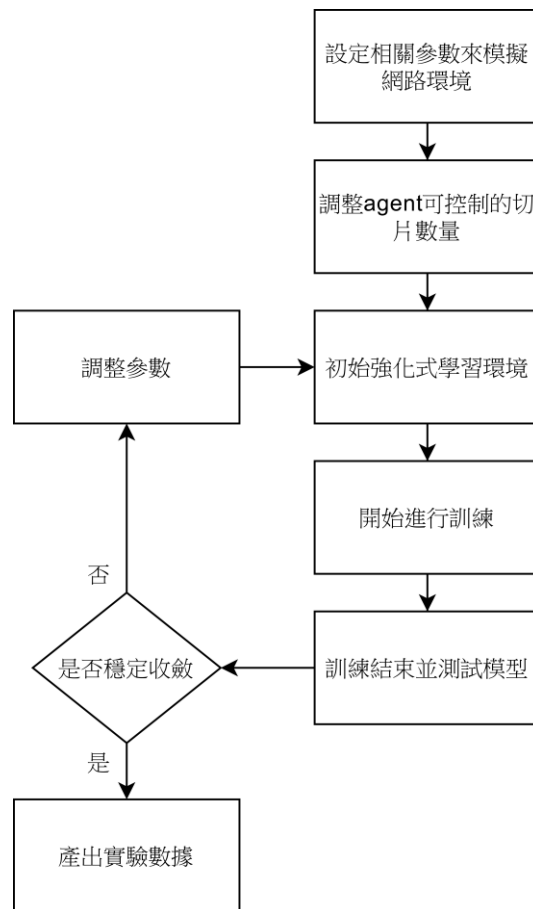 設定相關參數來模擬
網路環境
調整agent可控制的切
片數量
調整參數
初始強化式學習環境
開始進行訓練
否
是否穩定收斂
訓練結束並測試模型
是
產出實驗數據